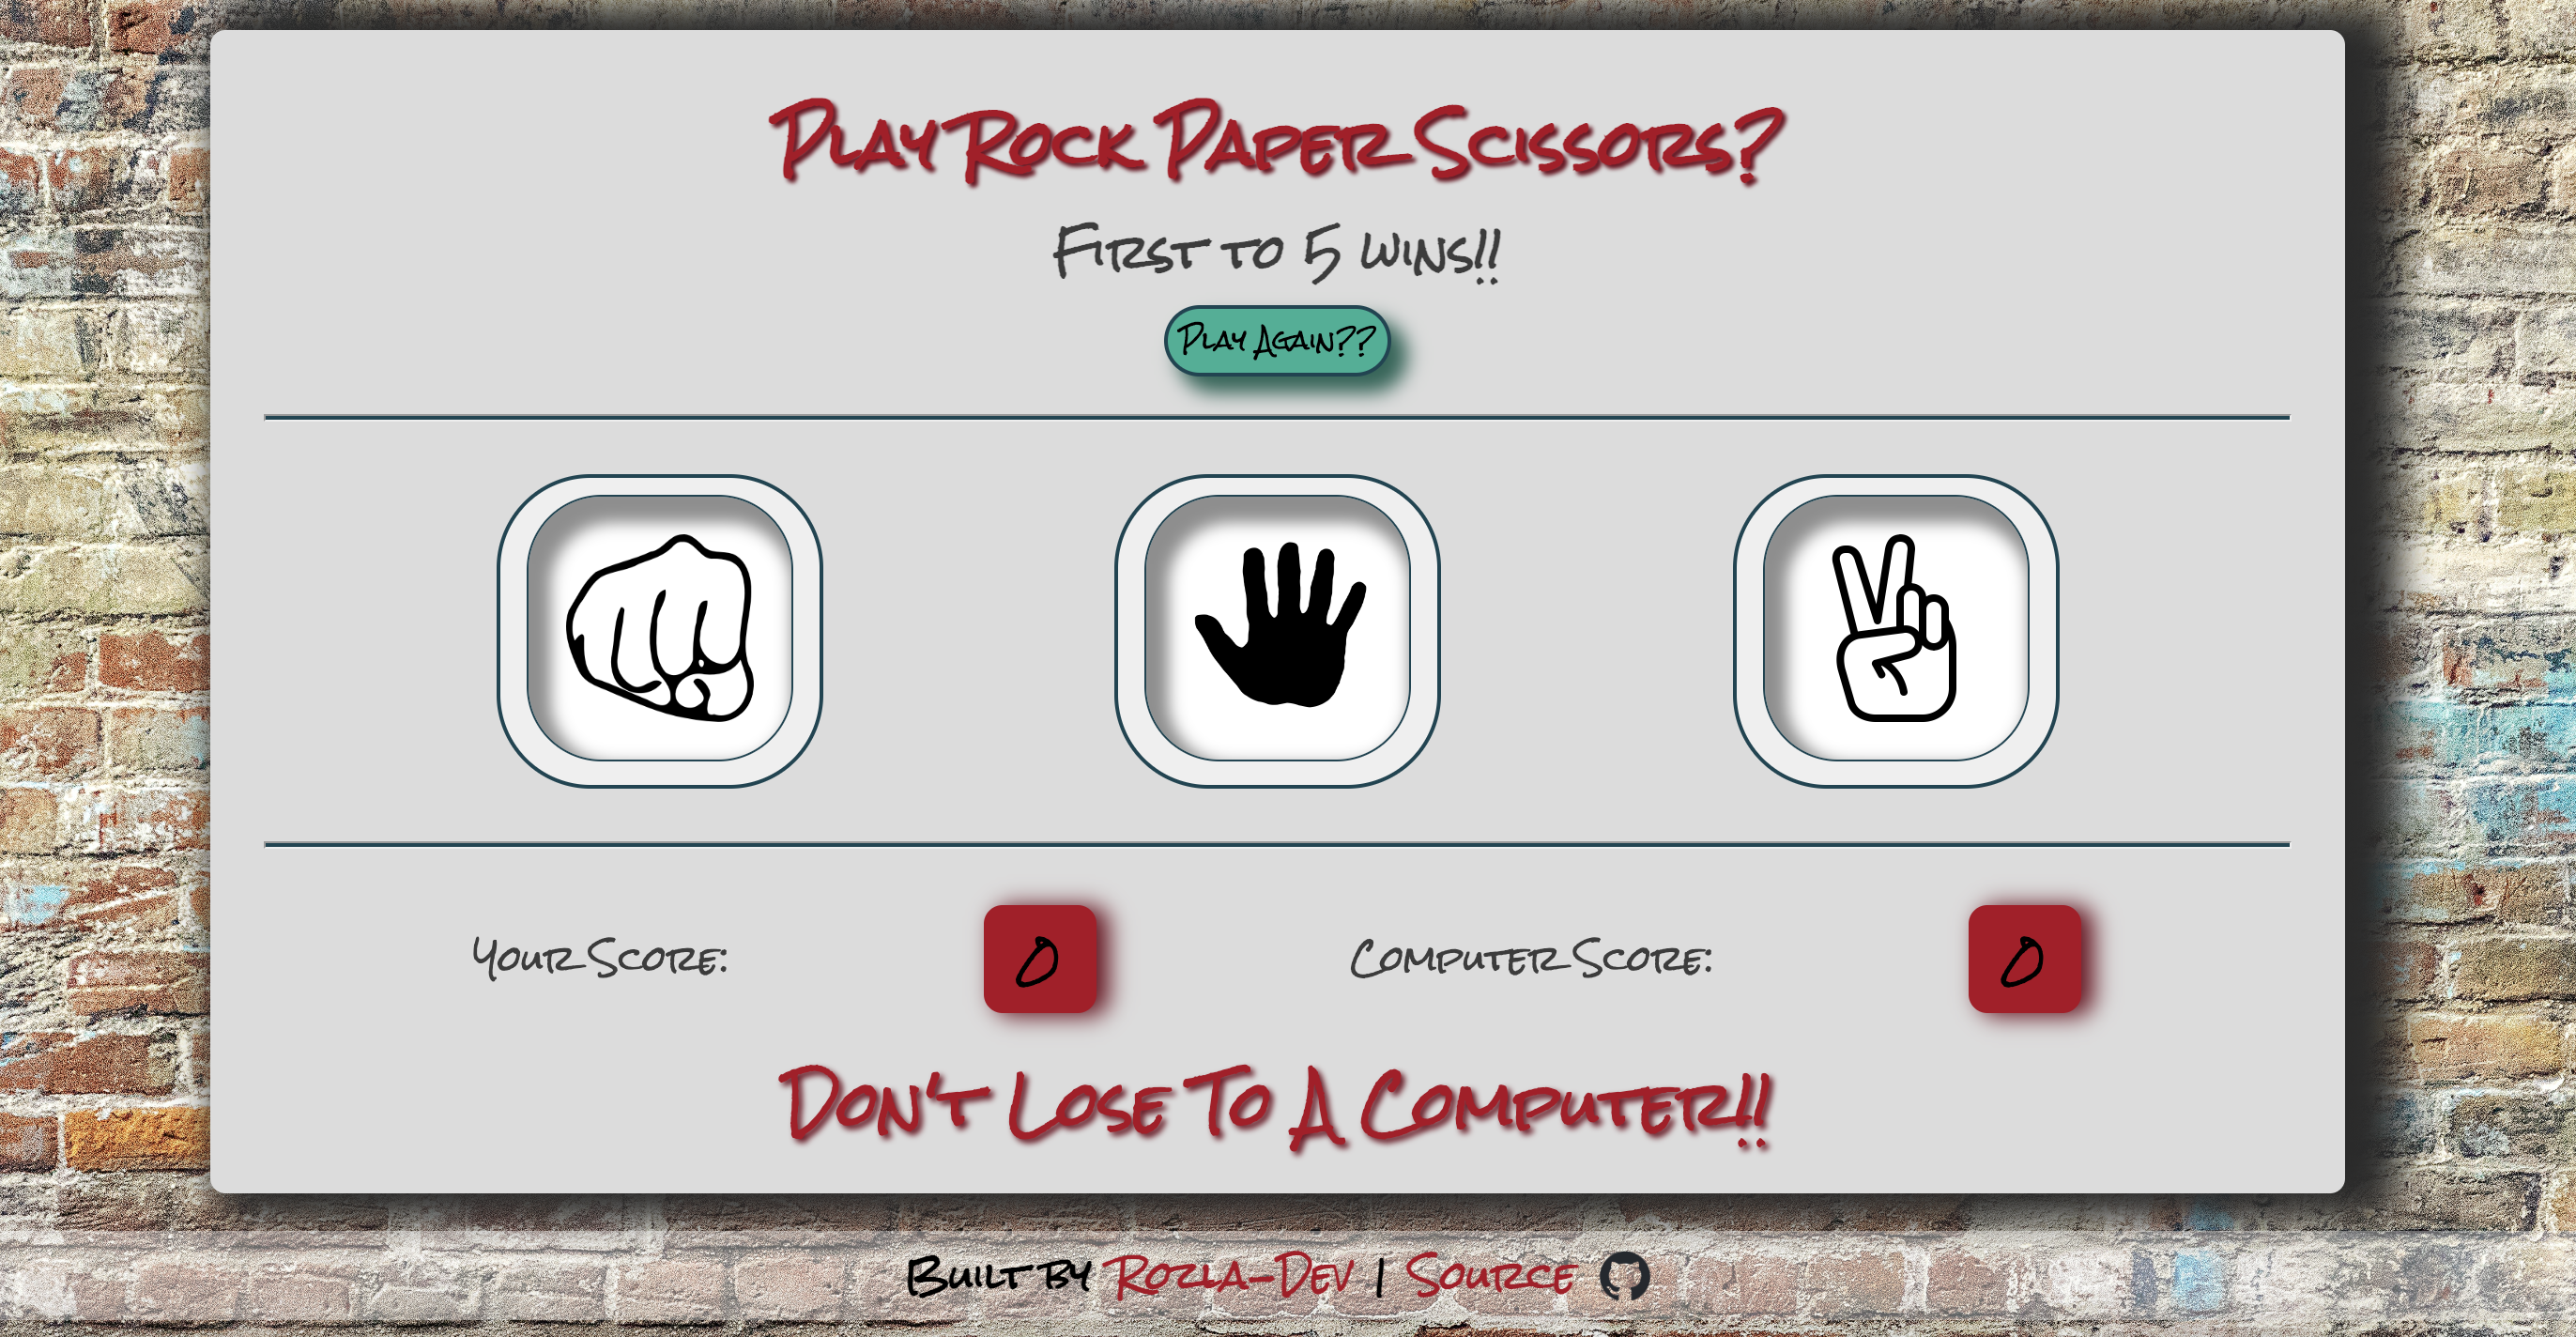 Play Rock Paper Scissors?
First to 5 wins!!
Play Again??
Your Score: 0 Computer Score: 0
Don't Lose To A Computer!!
Built by Rozla-Dev | Source